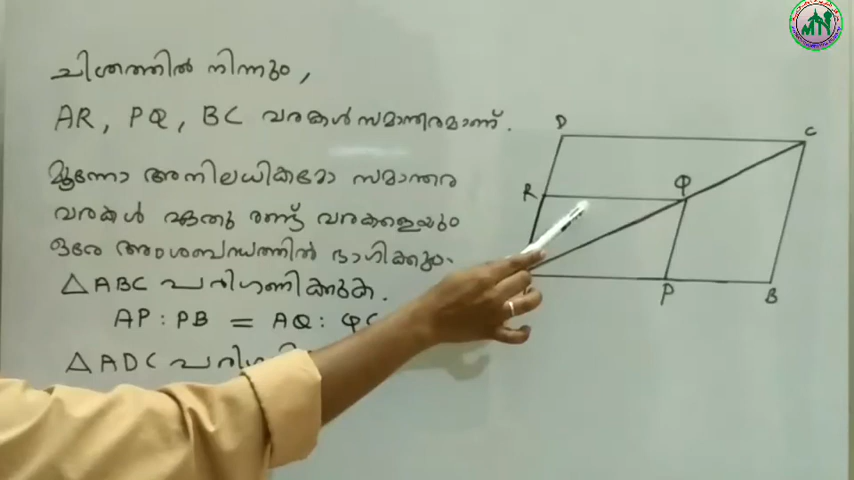 ചിത്രത്തിൽ നിന്നും,
AR, PQ, BC വരകൾ സമാന്തരമാണ്.
മൂന്നോ അതിലധികമോ സമാന്തര
വരകൾ ഏതു രണ്ട് വരകളെയും
ഒരേ അംശബന്ധത്തിൽ ഭാഗിക്കും.
△ABC പരിഗണിക്കുക.
AP : PB = AQ : QC
△ADC
D
C
R
Q
P
B